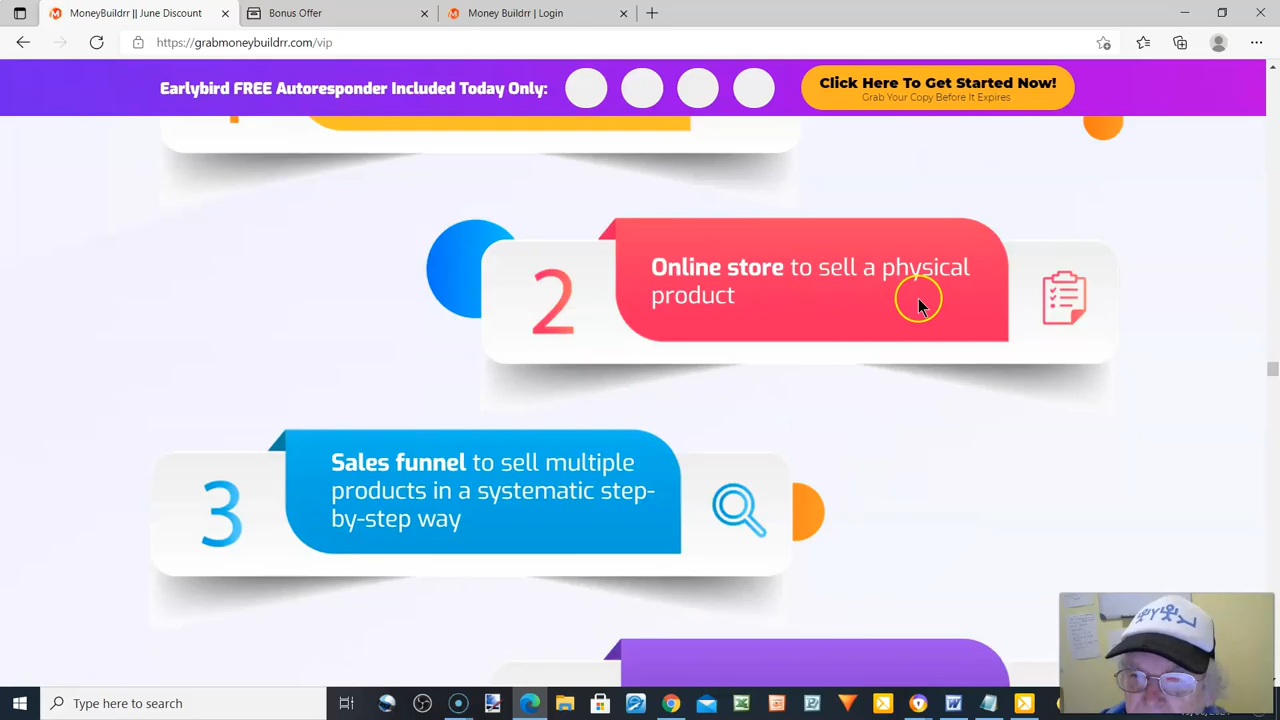 MoneyBuildrr || June Discount
Bonus Offer
Money Buildrr | Login
https://grabmoneybuildrr.com/vip
Earlybird FREE Autoresponder Included Today Only:
Click Here To Get Started Now!
Grab Your Copy Before It Expires
2
Online store to sell a physical
product
3
Sales funnel to sell multiple
products in a systematic step-
by-step way
Type here to search